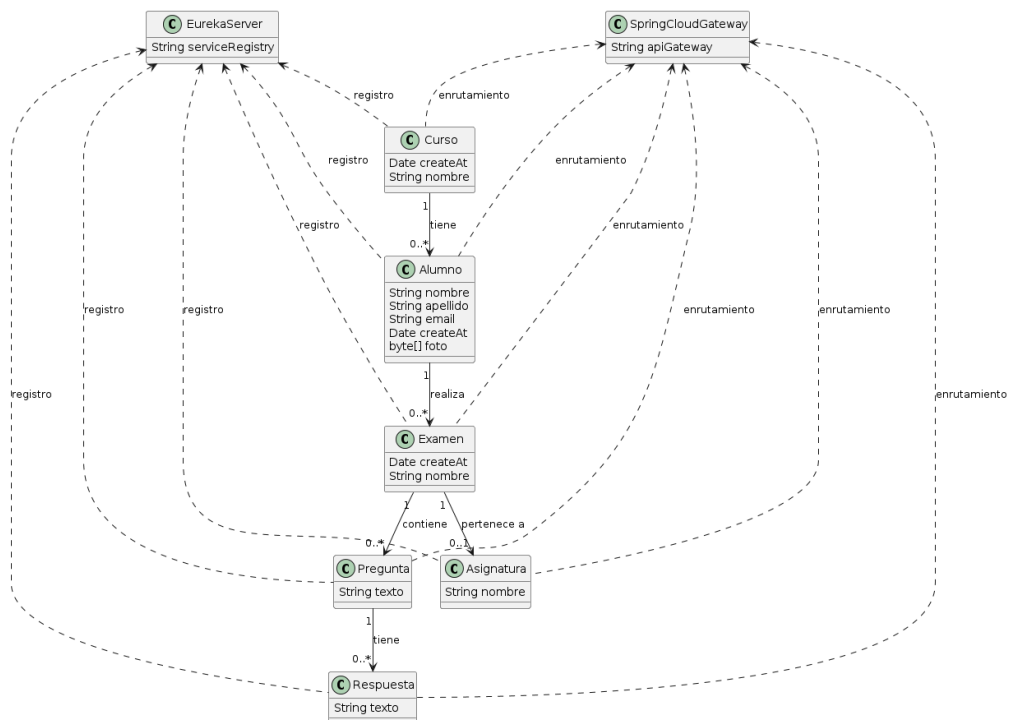 C EurekaServer
String serviceRegistry
C SpringCloudGateway
String apiGateway
registro
enrutamiento
C Curso
Date createAt
String nombre
registro
enrutamiento
1
tiene
0..*
registro
enrutamiento
C Alumno
String nombre
String apellido
String email
Date createAt
byte[] foto
registro
registro
enrutamiento
enrutamiento
1
realiza
0..*
registro
enrutamiento
C Examen
Date createAt
String nombre
1
1
contiene
pertenece a
0..*
0..1
C Pregunta
String texto
C Asignatura
String nombre
1
tiene
0..*
C Respuesta
String texto